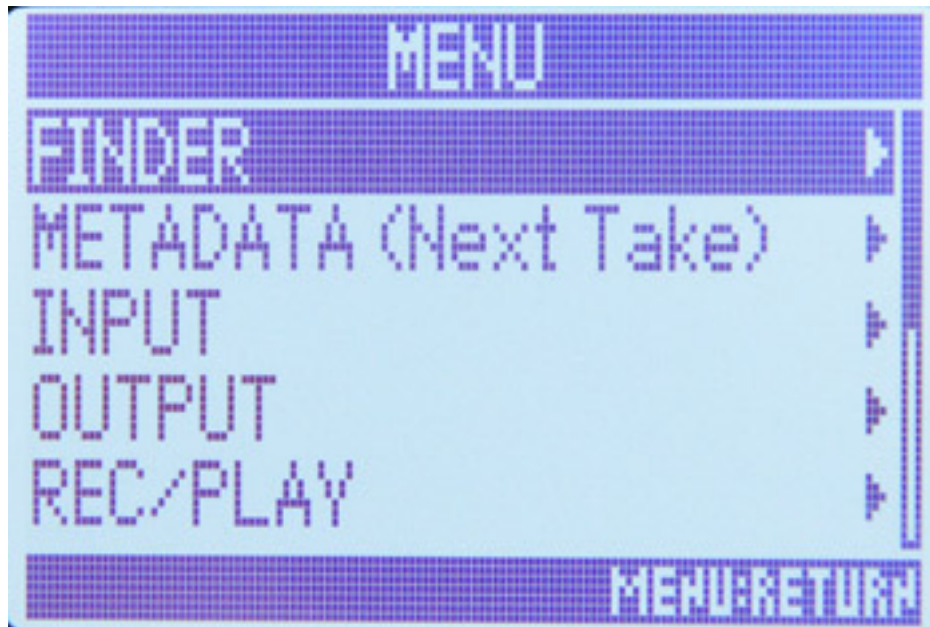 MENU
FINDER
METADATA (Next Take)
INPUT
OUTPUT
REC/PLAY
MENU:RETURN